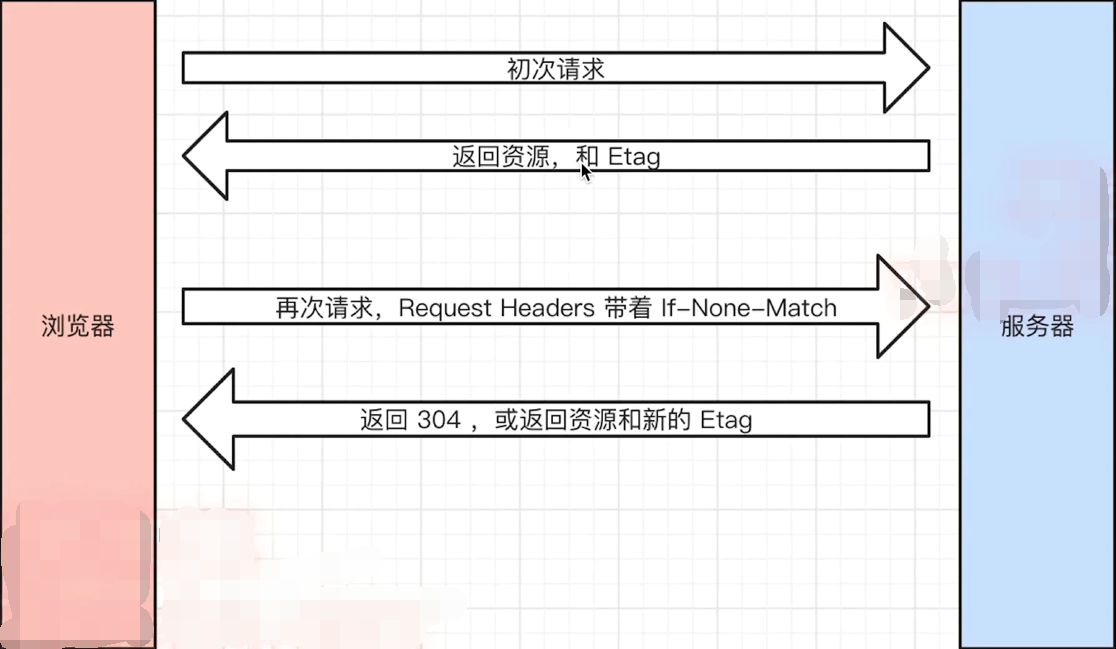 初次请求
返回资源，和 Etag
再次请求，Request Headers 带着 If-None-Match
浏览器
服务器
返回 304 ，或返回资源和新的 Etag